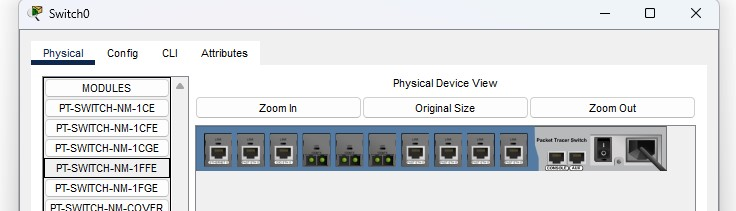 Switch0
Physical Config CLI Attributes
MODULES
PT-SWITCH-NM-1CE
PT-SWITCH-NM-1CFE
PT-SWITCH-NM-1CGE
PT-SWITCH-NM-1FFE
PT-SWITCH-NM-1FGE
PT-SWITCH-NM-COVER
Physical Device View
Zoom In Original Size Zoom Out
Packet Tracer Switch
CONSOLE AUX